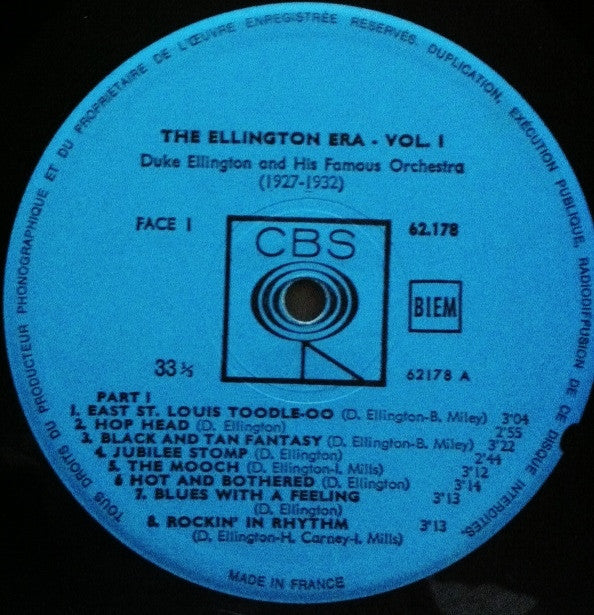 TOUS DROITS DU PRODUCTEUR PHONOGRAPHIQUE ET DU PROPRIÉTAIRE DE L'ŒUVRE ENREGISTRÉE RÉSERVÉS. DUPLICATION, EXÉCUTION PUBLIQUE, RADIODIFFUSION DE CE DISQUE INTERDITES.
THE ELLINGTON ERA - VOL. I
Duke Ellington and His Famous Orchestra
(1927-1932)
FACE I
62.178
CBS
BIEM
33 ⅓
62178 A
PART I
1. EAST ST. LOUIS TOODLE-OO (D. Ellington-B. Miley) 3'04
2. HOP HEAD (D. Ellington) 2'55
3. BLACK AND TAN FANTASY (D. Ellington-B. Miley) 3'22
4. JUBILEE STOMP (D. Ellington) 2'44
5. THE MOOCH (D. Ellington-I. Mills) 3'12
6 HOT AND BOTHERED (D. Ellington) 3'14
7. BLUES WITH A FEELING 3'13
(D. Ellington)
8. ROCKIN' IN RHYTHM 3'13
(D. Ellington-H. Carney-I. Mills)
MADE IN FRANCE